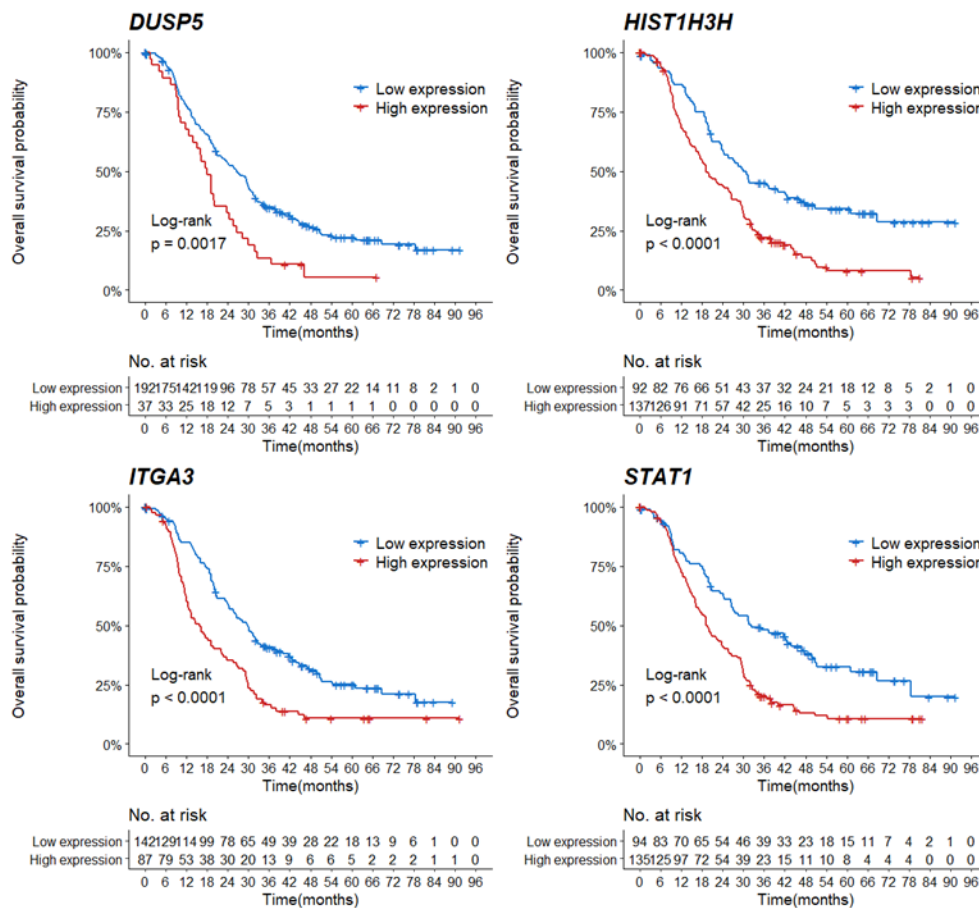 DUSP5
100%
75%
50%
25%
0%
Overall survival probability
Low expression
High expression
Log-rank
p = 0.0017
0 6 12 18 24 30 36 42 48 54 60 66 72 78 84 90 96
Time(months)
No. at risk
Low expression 192 175 142 119 96 78 57 45 33 27 22 14 11 8 2 1 0
High expression 37 33 25 18 12 7 5 3 1 1 1 1 0 0 0 0 0
0 6 12 18 24 30 36 42 48 54 60 66 72 78 84 90 96
Time(months)
HIST1H3H
100%
75%
50%
25%
0%
Overall survival probability
Low expression
High expression
Log-rank
p < 0.0001
0 6 12 18 24 30 36 42 48 54 60 66 72 78 84 90 96
Time(months)
No. at risk
Low expression 92 82 76 66 51 43 37 32 24 21 18 12 8 5 2 1 0
High expression 137 126 91 71 57 42 25 16 10 7 5 3 3 3 0 0 0
0 6 12 18 24 30 36 42 48 54 60 66 72 78 84 90 96
Time(months)
ITGA3
100%
75%
50%
25%
0%
Overall survival probability
Low expression
High expression
Log-rank
p < 0.0001
0 6 12 18 24 30 36 42 48 54 60 66 72 78 84 90 96
Time(months)
No. at risk
Low expression 142 129 114 99 78 65 49 39 28 22 18 13 9 6 1 0 0
High expression 87 79 53 38 30 20 13 9 6 6 5 2 2 2 1 1 0
0 6 12 18 24 30 36 42 48 54 60 66 72 78 84 90 96
Time(months)
STAT1
100%
75%
50%
25%
0%
Overall survival probability
Low expression
High expression
Log-rank
p < 0.0001
0 6 12 18 24 30 36 42 48 54 60 66 72 78 84 90 96
Time(months)
No. at risk
Low expression 94 83 70 65 54 46 39 33 23 18 15 11 7 4 2 1 0
High expression 135 125 97 72 54 39 23 15 11 10 8 4 4 4 0 0 0
0 6 12 18 24 30 36 42 48 54 60 66 72 78 84 90 96
Time(months)